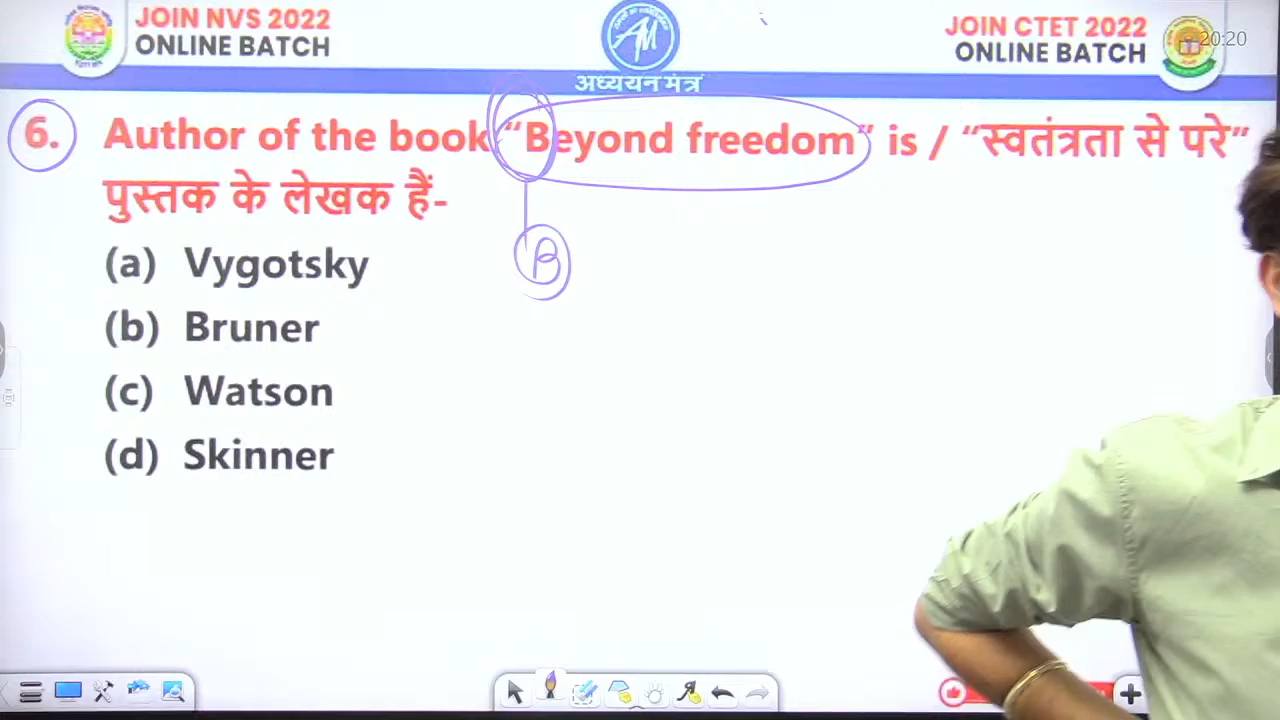 JOIN NVS 2022
ONLINE BATCH
AM
अध्ययन मंत्र
JOIN CTET 2022
ONLINE BATCH
20:20
6. Author of the book “Beyond freedom” is / “स्वतंत्रता से परे”
पुस्तक के लेखक हैं-
B
(a) Vygotsky
(b) Bruner
(c) Watson
(d) Skinner